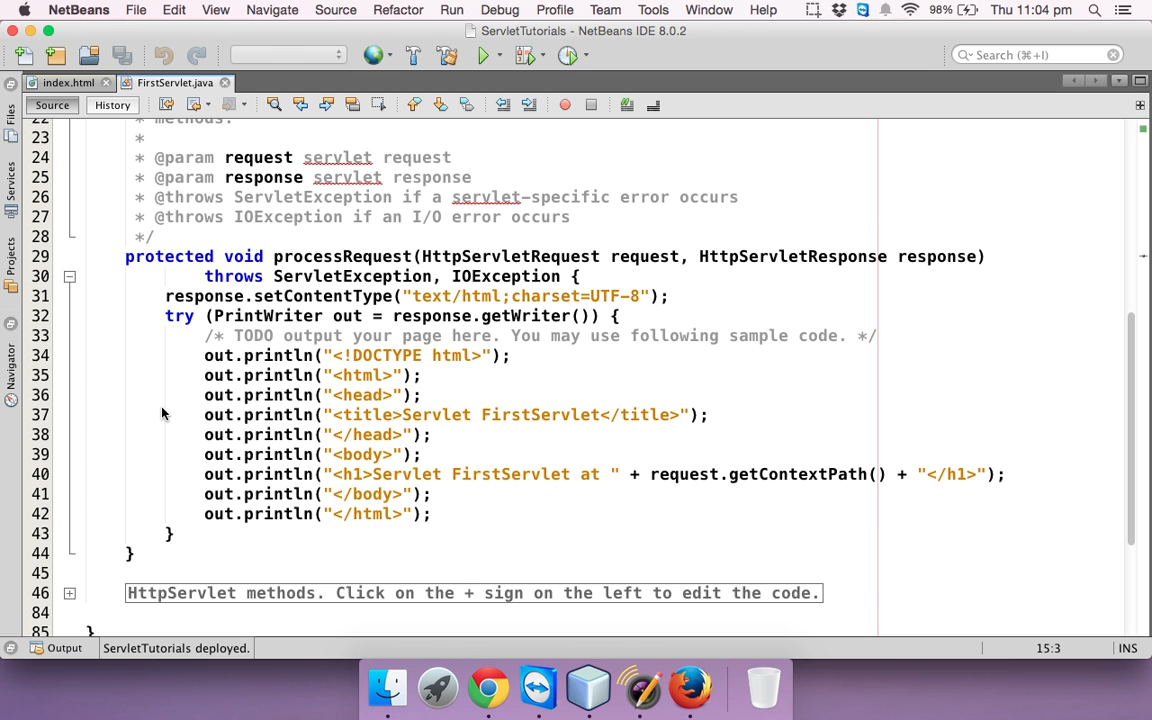 NetBeans File Edit View Navigate Source Refactor Run Debug Profile Team Tools Window Help 98% Thu 11:04 pm
ServletTutorials - NetBeans IDE 8.0.2
Search (⌘+I)
index.html FirstServlet.java
Source History
Files
Services
Projects
Navigator
22 * methods.
23 *
24 * @param request servlet request
25 * @param response servlet response
26 * @throws ServletException if a servlet-specific error occurs
27 * @throws IOException if an I/O error occurs
28 */
29 protected void processRequest(HttpServletRequest request, HttpServletResponse response)
30 throws ServletException, IOException {
31 response.setContentType("text/html;charset=UTF-8");
32 try (PrintWriter out = response.getWriter()) {
33 /* TODO output your page here. You may use following sample code. */
34 out.println("<!DOCTYPE html>");
35 out.println("<html>");
36 out.println("<head>");
37 out.println("<title>Servlet FirstServlet</title>");
38 out.println("</head>");
39 out.println("<body>");
40 out.println("<h1>Servlet FirstServlet at " + request.getContextPath() + "</h1>");
41 out.println("</body>");
42 out.println("</html>");
43 }
44 }
45
46 HttpServlet methods. Click on the + sign on the left to edit the code.
84
85 }
Output ServletTutorials deployed. 15:3 INS